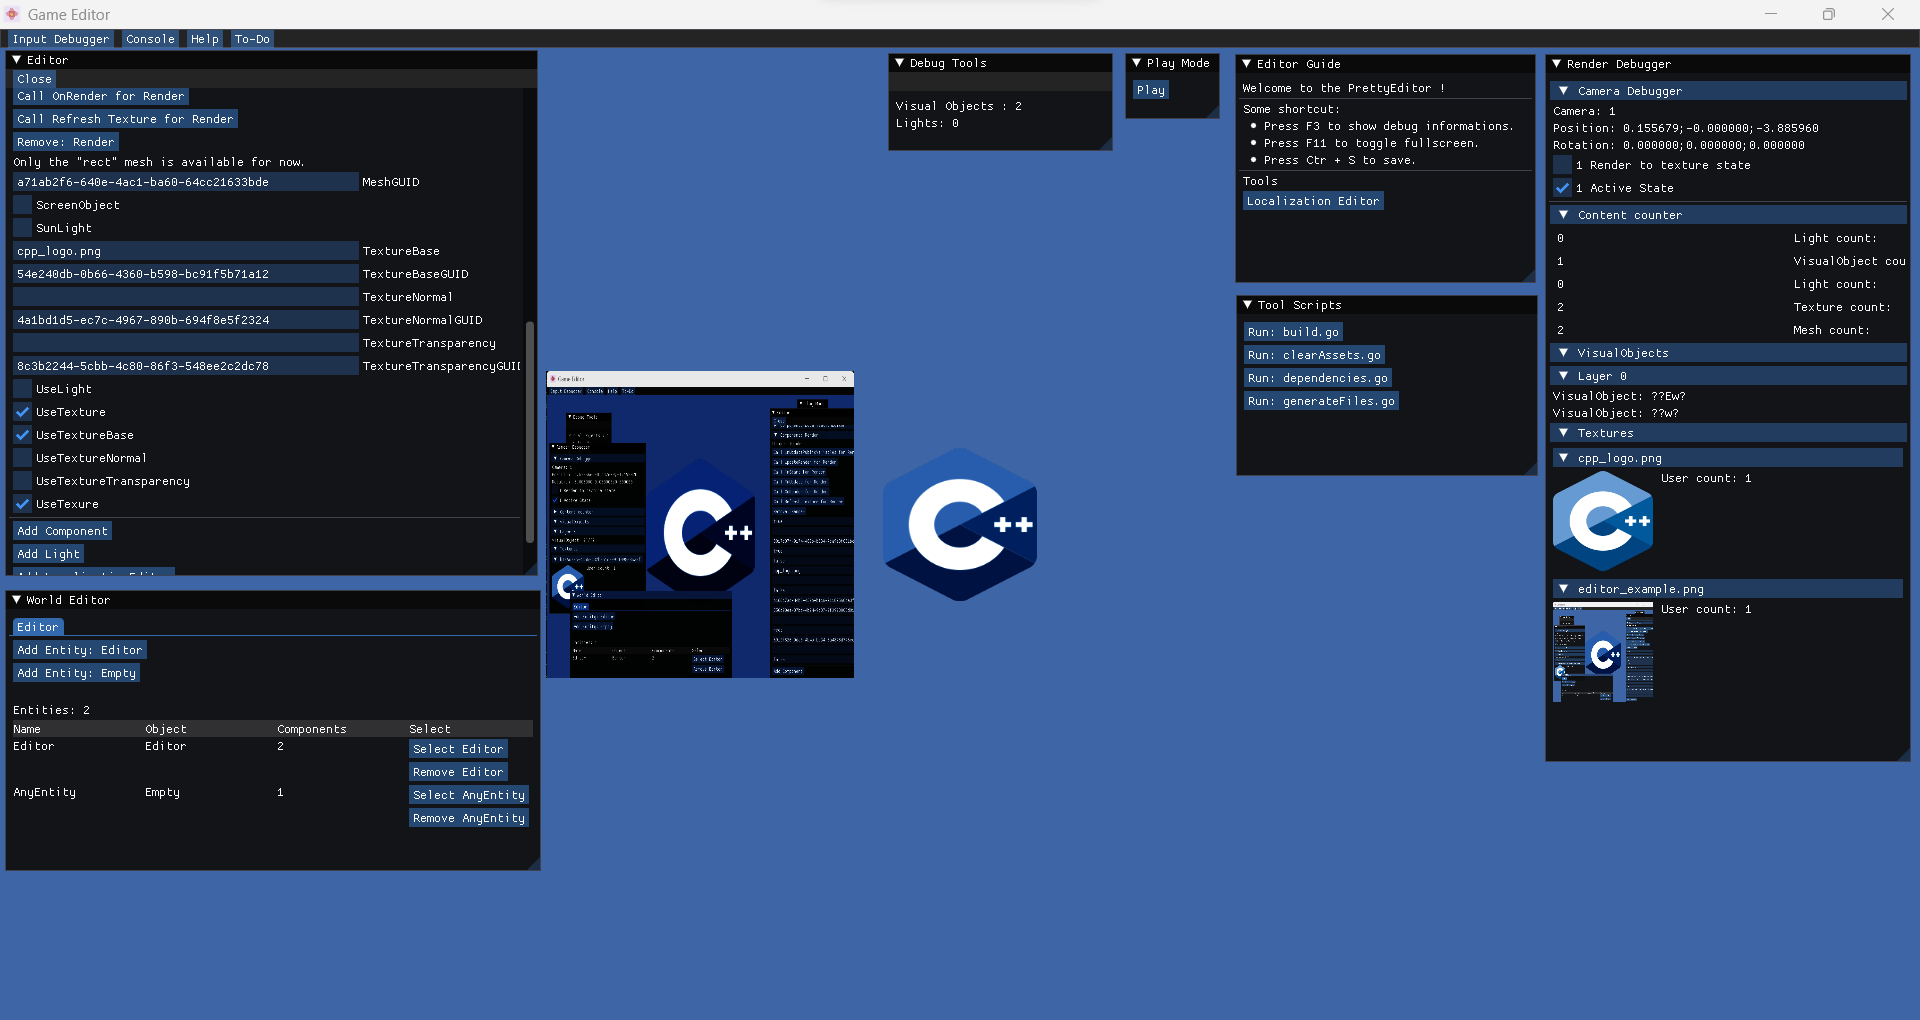 Game Editor
Input Debugger Console Help To-Do
Editor
Close
Call OnRender for Render
Call Refresh Texture for Render
Remove: Render
Only the "rect" mesh is available for now.
a71ab2f6-640e-4ac1-ba60-64cc21633bde MeshGUID
ScreenObject
SunLight
cpp_logo.png TextureBase
54e240db-0b66-4360-b598-bc91f5b71a12 TextureBaseGUID
TextureNormal
4a1bd1d5-ec7c-4967-890b-694f8e5f2324 TextureNormalGUID
TextureTransparency
8c3b2244-5cbb-4c80-86f3-548ee2c2dc78 TextureTransparencyGUI
UseLight
UseTexture
UseTextureBase
UseTextureNormal
UseTextureTransparency
UseTexure
Add Component
Add Light
World Editor
Editor
Add Entity: Editor
Add Entity: Empty
Entities: 2
Name Object Components Select
Editor Editor 2 Select Editor
Remove Editor
AnyEntity Empty 1 Select AnyEntity
Remove AnyEntity
Game Editor
Input Debugger Console Help To-Do
C++
C++
Debug Tools
Visual Objects : 2
Lights: 0
Play Mode
Play
Editor Guide
Welcome to the PrettyEditor !
Some shortcut:
Press F3 to show debug informations.
Press F11 to toggle fullscreen.
Press Ctr + S to save.
Tools
Localization Editor
Tool Scripts
Run: build.go
Run: clearAssets.go
Run: dependencies.go
Run: generateFiles.go
Render Debugger
Camera Debugger
Camera: 1
Position: 0.155679;-0.000000;-3.885960
Rotation: 0.000000;0.000000;0.000000
1 Render to texture state
1 Active State
Content counter
0 Light count:
1 VisualObject cou
0 Light count:
2 Texture count:
2 Mesh count:
VisualObjects
Layer 0
VisualObject: ??Ew?
VisualObject: ??w?
Textures
cpp_logo.png
User count: 1
C++
editor_example.png
User count: 1
C++